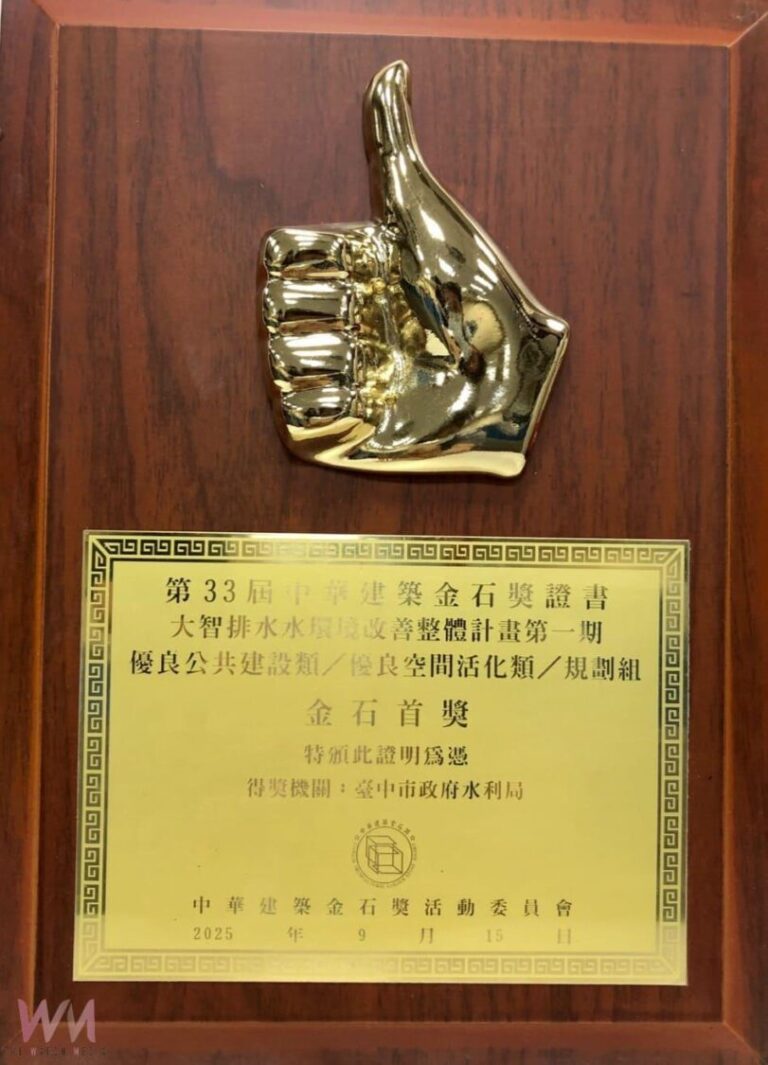 第33屆中華建築金石獎證書
大智排水水環境改善整體計畫第一期
優良公共建設類／優良空間活化類／規劃組
金石首獎
特頒此證明為憑
得獎機關：臺中市政府水利局
中華建築金石獎活動委員會
2025 年 9 月 15 日
WM